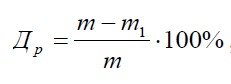 Д_р = (m − m_1)/m · 100% ,